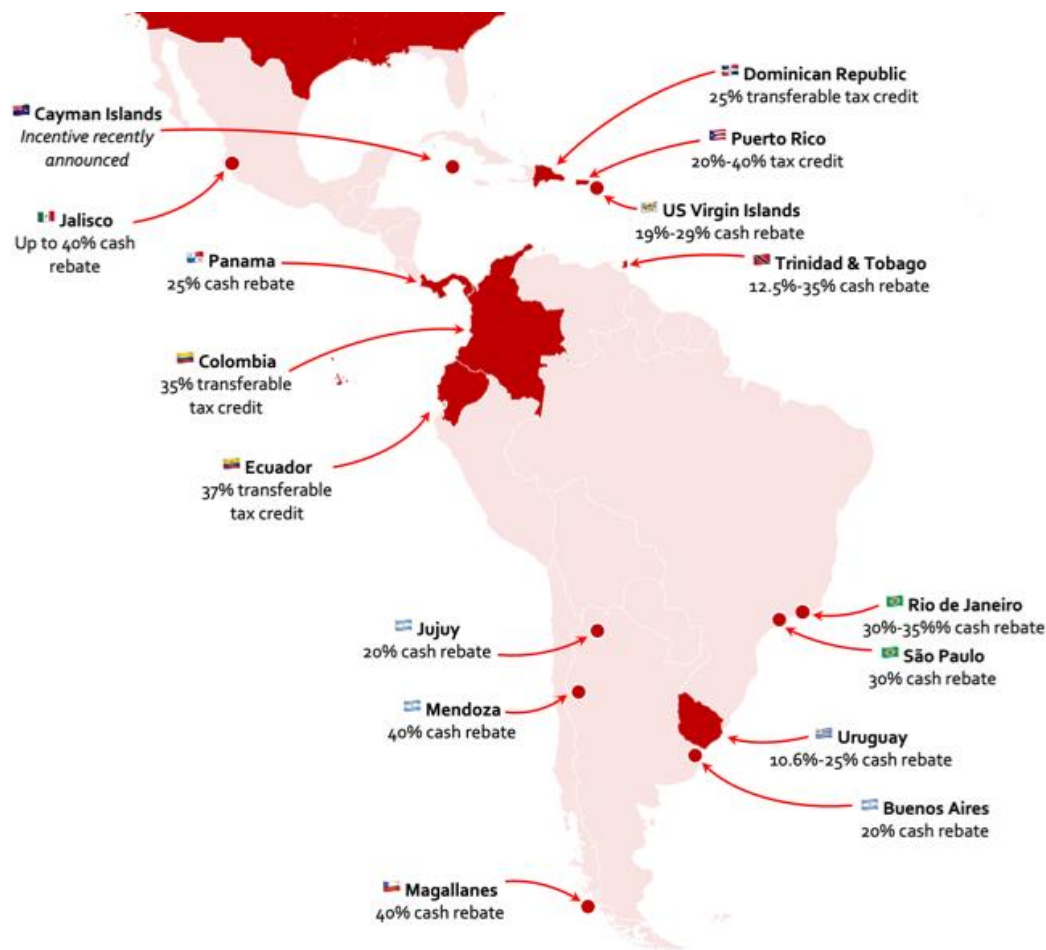 Dominican Republic
25% transferable tax credit
Cayman Islands
Incentive recently
announced
Puerto Rico
20%-40% tax credit
US Virgin Islands
19%-29% cash rebate
Jalisco
Up to 40% cash
rebate
Panama
25% cash rebate
Trinidad & Tobago
12.5%-35% cash rebate
Colombia
35% transferable
tax credit
Ecuador
37% transferable
tax credit
Rio de Janeiro
30%-35%% cash rebate
Jujuy
20% cash rebate
São Paulo
30% cash rebate
Mendoza
40% cash rebate
Uruguay
10.6%-25% cash rebate
Buenos Aires
20% cash rebate
Magallanes
40% cash rebate